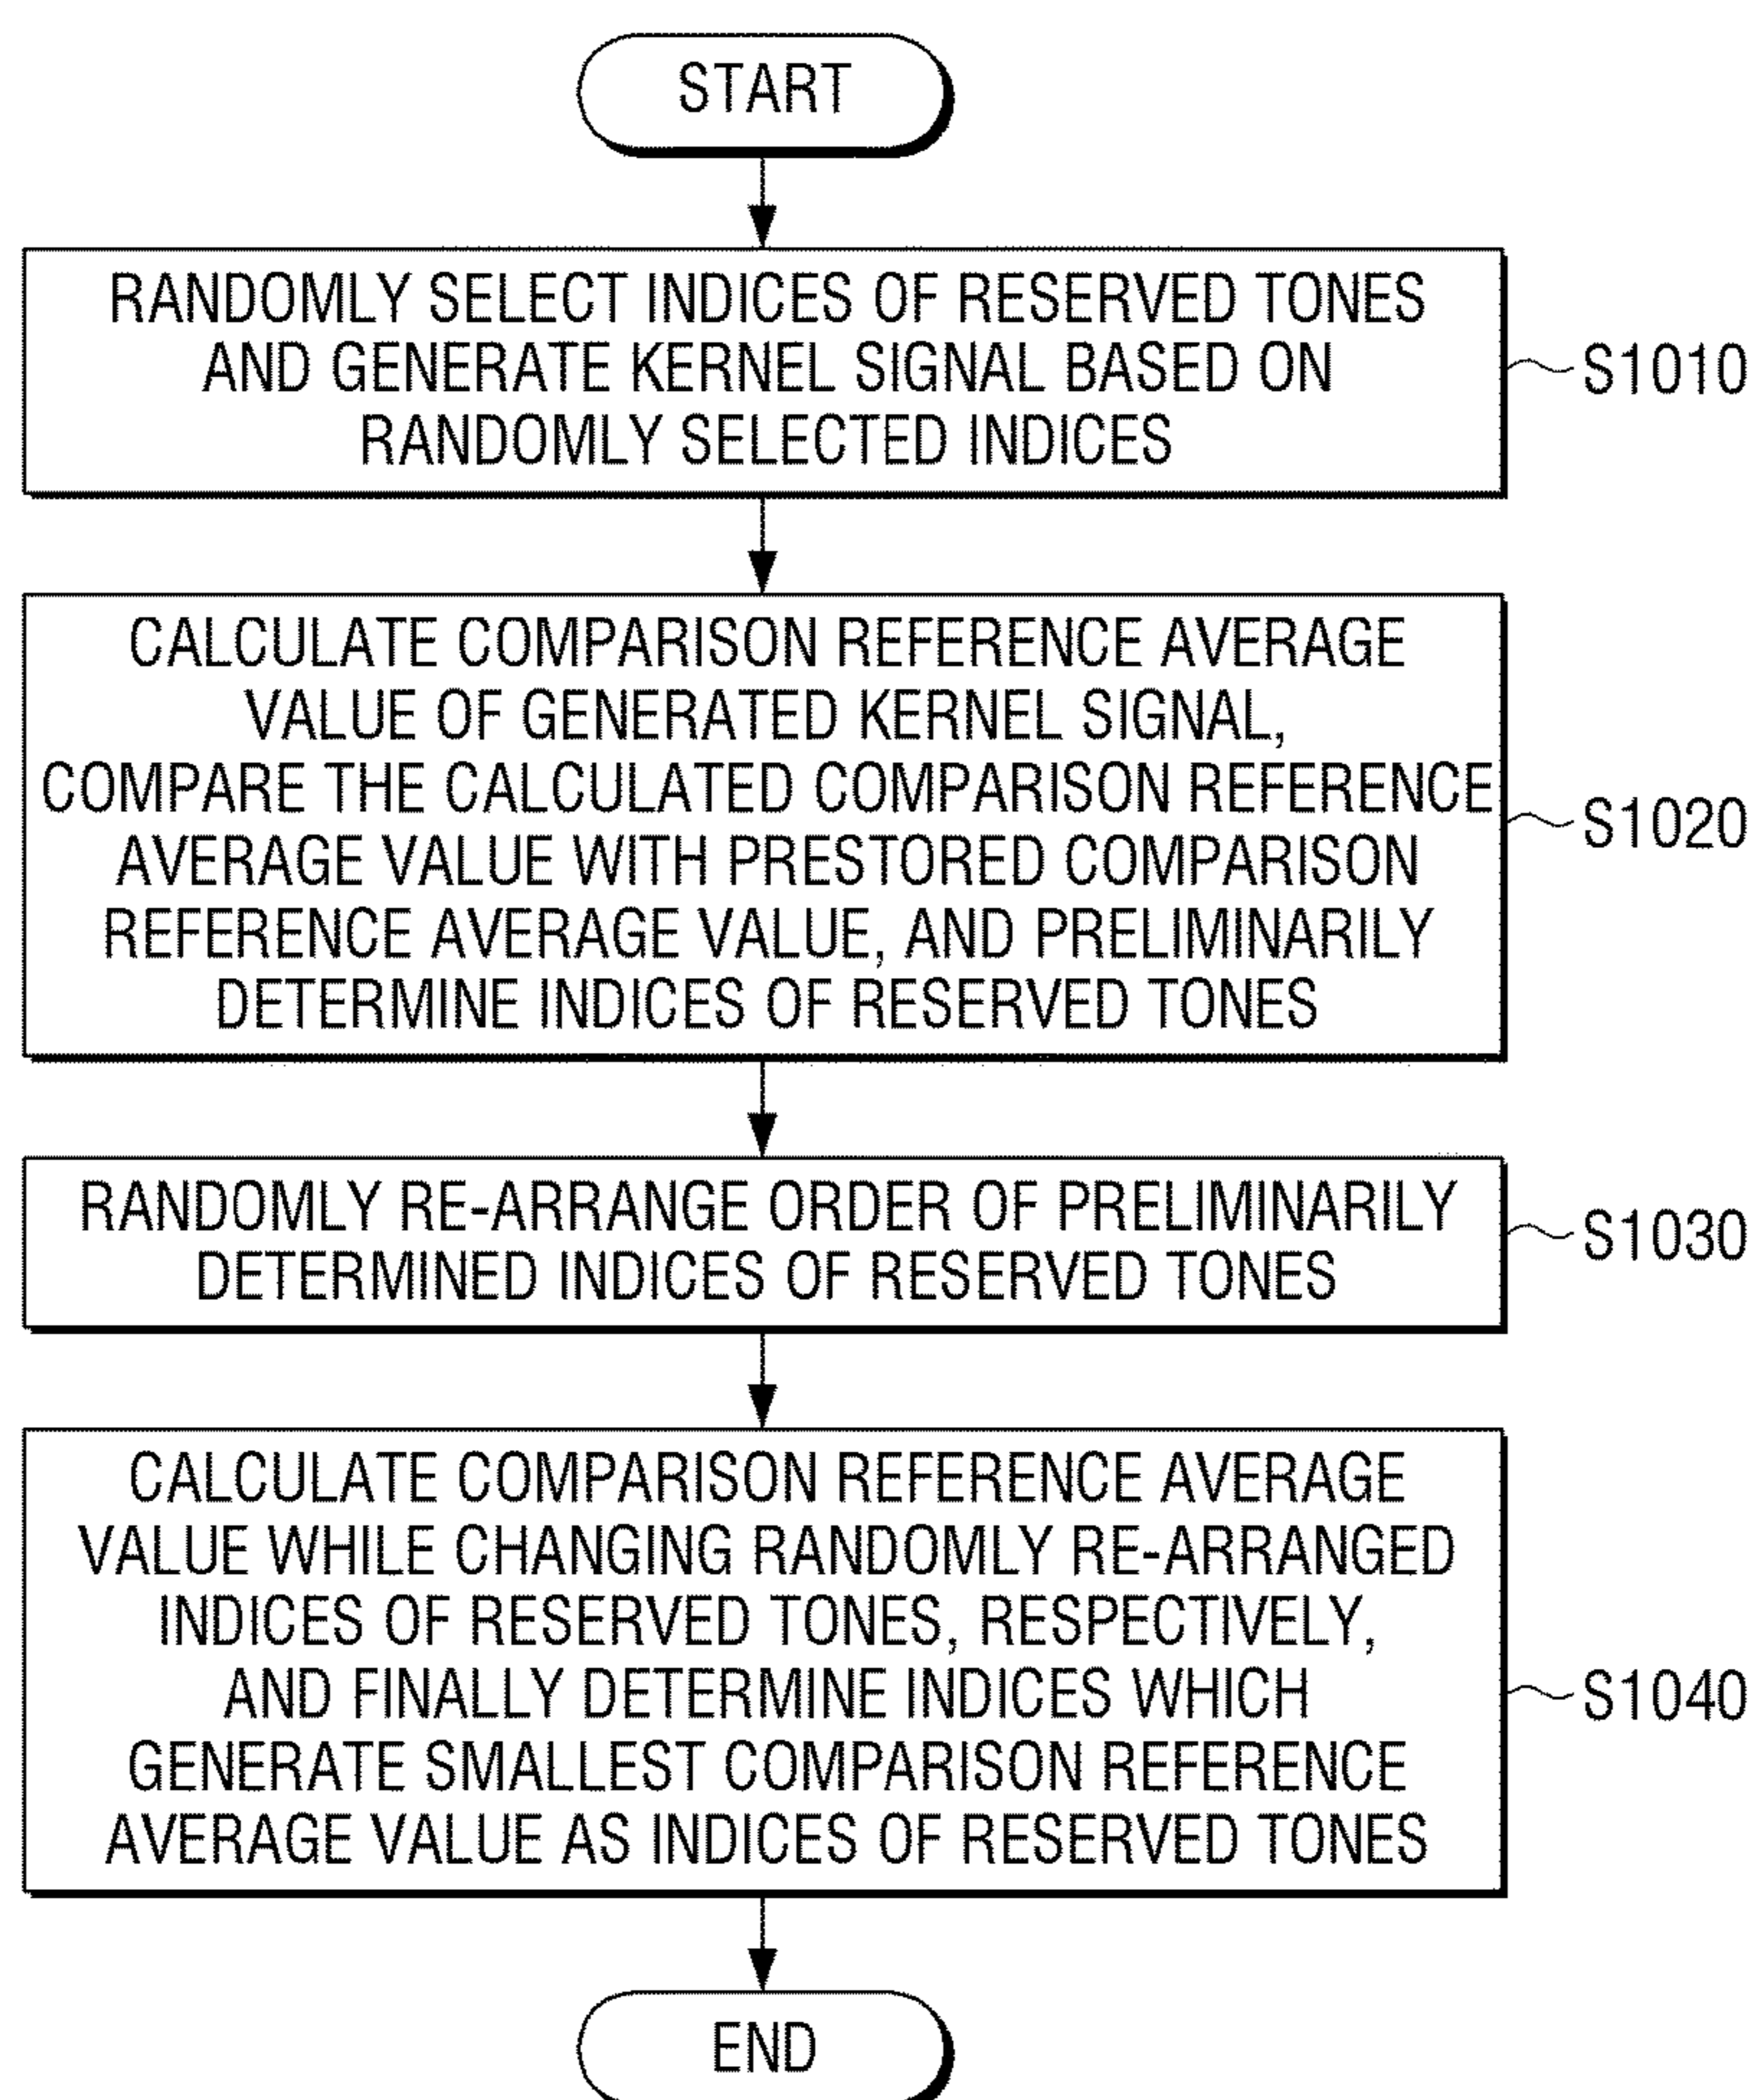 START
RANDOMLY SELECT INDICES OF RESERVED TONES
AND GENERATE KERNEL SIGNAL BASED ON
RANDOMLY SELECTED INDICES
S1010
CALCULATE COMPARISON REFERENCE AVERAGE
VALUE OF GENERATED KERNEL SIGNAL,
COMPARE THE CALCULATED COMPARISON REFERENCE
AVERAGE VALUE WITH PRESTORED COMPARISON
REFERENCE AVERAGE VALUE, AND PRELIMINARILY
DETERMINE INDICES OF RESERVED TONES
S1020
RANDOMLY RE-ARRANGE ORDER OF PRELIMINARILY
DETERMINED INDICES OF RESERVED TONES
S1030
CALCULATE COMPARISON REFERENCE AVERAGE
VALUE WHILE CHANGING RANDOMLY RE-ARRANGED
INDICES OF RESERVED TONES, RESPECTIVELY,
AND FINALLY DETERMINE INDICES WHICH
GENERATE SMALLEST COMPARISON REFERENCE
AVERAGE VALUE AS INDICES OF RESERVED TONES
S1040
END